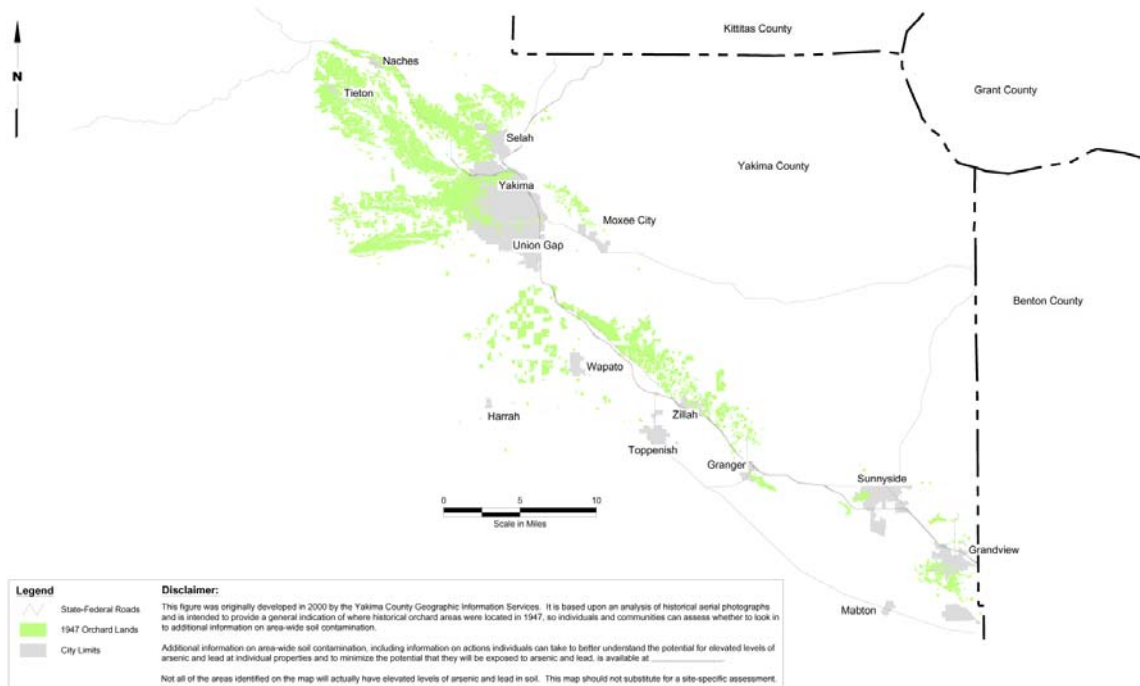 Kittitas County
N
Naches
Grant County
Tieton
Selah
Yakima County
Yakima
Moxee City
Union Gap
Benton County
Wapato
Harrah
Zillah
Toppenish
Granger
Sunnyside
0 5 10
Scale in Miles
Grandview
Mabton
Legend
State-Federal Roads
1947 Orchard Lands
City Limits
Disclaimer:
This figure was originally developed in 2000 by the Yakima County Geographic Information Services. It is based upon an analysis of historical aerial photographs
and is intended to provide a general indication of where historical orchard areas were located in 1947, so individuals and communities can assess whether to look in
to additional information on area-wide soil contamination.
Additional information on area-wide soil contamination, including information on actions individuals can take to better understand the potential for elevated levels of
arsenic and lead at individual properties and to minimize the potential that they will be exposed to arsenic and lead, is available at
Not all of the areas identified on the map will actually have elevated levels of arsenic and lead in soil. This map should not substitute for a site-specific assessment.